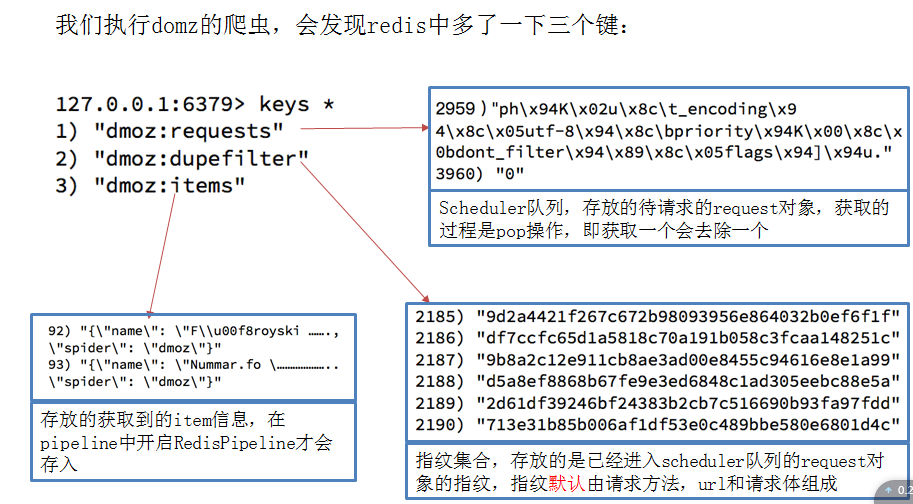 我们执行domz的爬虫，会发现redis中多了一下三个键：
127.0.0.1:6379> keys *
1) "dmoz:requests"
2) "dmoz:dupefilter"
3) "dmoz:items"
2959 )"ph\x94K\x02u\x8c\t_encoding\x9
4\x8c\x05utf-8\x94\x8c\bpriority\x94K\x00\x8c\x
0bdont_filter\x94\x89\x8c\x05flags\x94]\x94u."
3960) "0"
Scheduler队列，存放的待请求的request对象，获取的
过程是pop操作，即获取一个会去除一个
92) "{\"name\": \"F\\u00f8royski …….,
\"spider\": \"dmoz\"}"
93) "{\"name\": \"Nummar.fo \………………..
\"spider\": \"dmoz\"}"
存放的获取到的item信息，在
pipeline中开启RedisPipeline才会
存入
2185) "9d2a4421f267c672b98093956e864032b0ef6f1f"
2186) "df7ccfc65d1a5818c70a191b058c3fcaa148251c"
2187) "9b8a2c12e911cb8ae3ad00e8455c94616e8e1a99"
2188) "d5a8ef8868b67fe9e3ed6848c1ad305eebc88e5a"
2189) "2d61df39246bf24383b2cb7c516690b93fa97fdd"
2190) "713e31b85b006af1df53e0c489bbe580e6801d4c"
指纹集合，存放的是已经进入scheduler队列的request对
象的指纹，指纹默认由请求方法，url和请求体组成